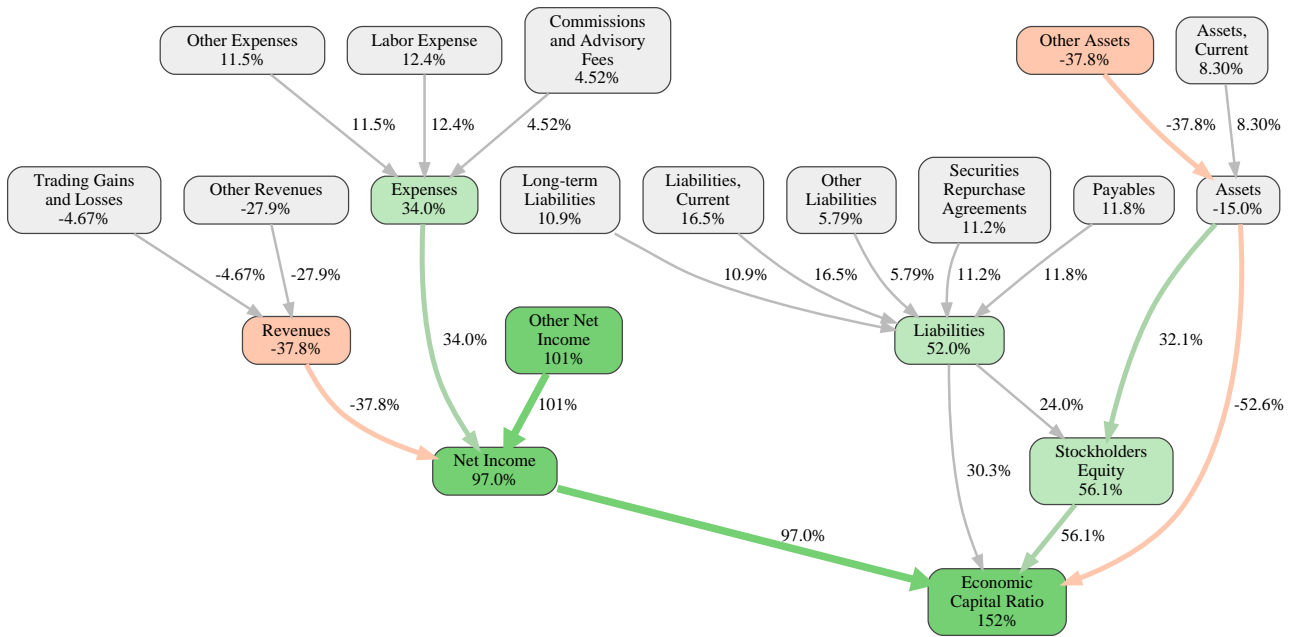 Other Expenses
11.5%
Labor Expense
12.4%
Commissions
and Advisory
Fees
4.52%
Other Assets
-37.8%
Assets,
Current
8.30%
11.5%
12.4%
4.52%
-37.8%
8.30%
Trading Gains
and Losses
-4.67%
Other Revenues
-27.9%
Expenses
34.0%
Long-term
Liabilities
10.9%
Liabilities,
Current
16.5%
Other
Liabilities
5.79%
Securities
Repurchase
Agreements
11.2%
Payables
11.8%
Assets
-15.0%
-4.67%
-27.9%
10.9%
16.5%
5.79%
11.2%
11.8%
Revenues
-37.8%
34.0%
Other Net
Income
101%
Liabilities
52.0%
32.1%
-37.8%
101%
24.0%
-52.6%
Net Income
97.0%
30.3%
Stockholders
Equity
56.1%
97.0%
56.1%
Economic
Capital Ratio
152%